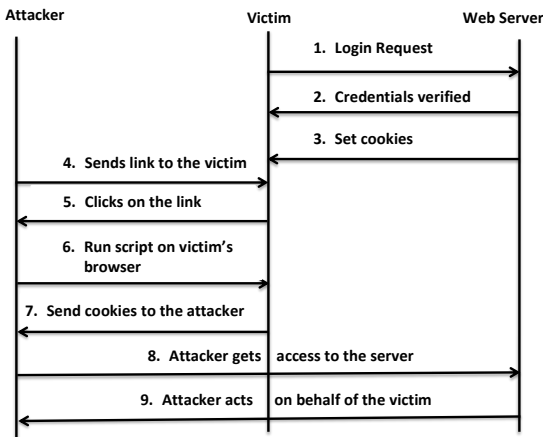 Attacker Victim Web Server
1. Login Request
2. Credentials verified
3. Set cookies
4. Sends link to the victim
5. Clicks on the link
6. Run script on victim’s
browser
7. Send cookies to the attacker
8. Attacker gets access to the server
9. Attacker acts on behalf of the victim